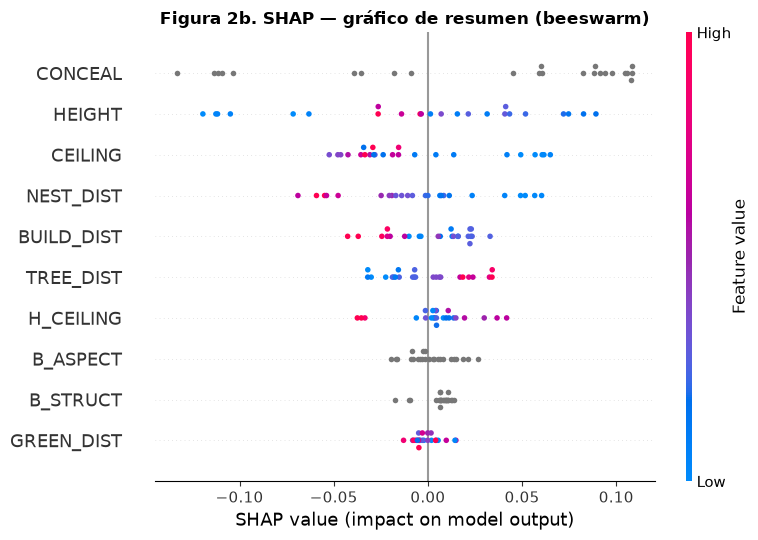 Figura 2b. SHAP — gráfico de resumen (beeswarm)
High
CONCEAL
HEIGHT
CEILING
NEST_DIST
BUILD_DIST
TREE_DIST
H_CEILING
B_ASPECT
B_STRUCT
GREEN_DIST
Feature value
Low
−0.10 −0.05 0.00 0.05 0.10
SHAP value (impact on model output)